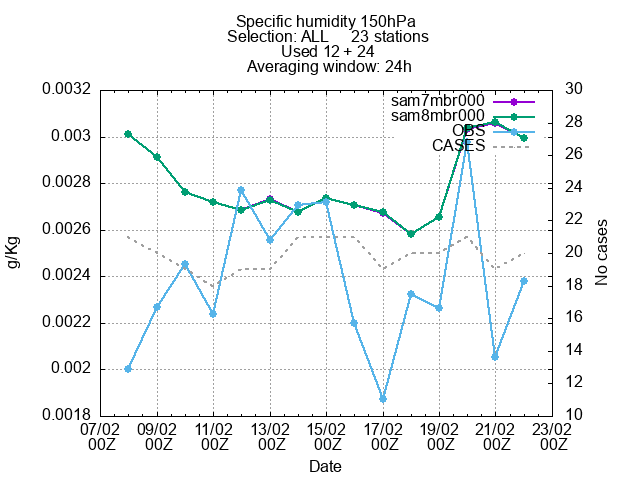 Specific humidity 150hPa
Selection: ALL 23 stations
Used 12 + 24
Averaging window: 24h
sam7mbr000
sam8mbr000
OBS
CASES
0.0032
0.003
0.0028
0.0026
0.0024
0.0022
0.002
0.0018
30
28
26
24
22
20
18
16
14
12
10
g/Kg
No cases
07/02 09/02 11/02 13/02 15/02 17/02 19/02 21/02 23/02
00Z 00Z 00Z 00Z 00Z 00Z 00Z 00Z 00Z
Date